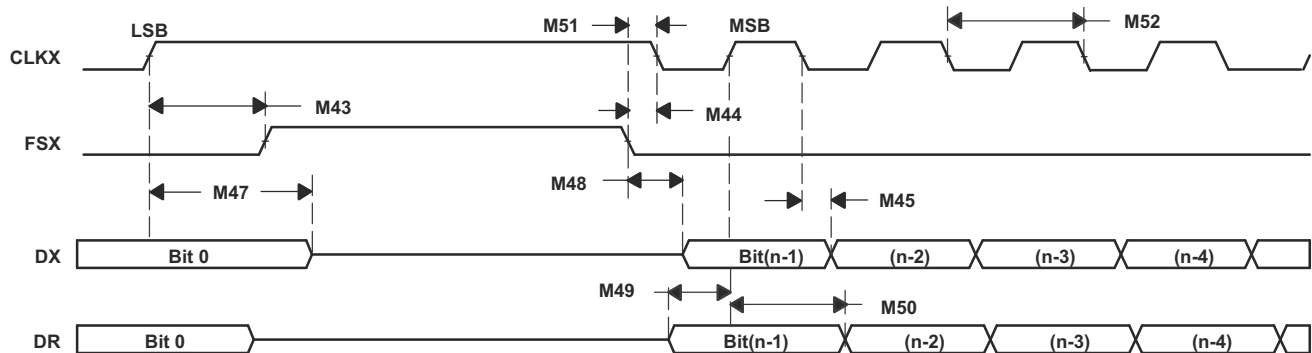 LSB M51 MSB M52
CLKX
M43 M44
FSX
M47 M48 M45
DX Bit 0 Bit(n-1) (n-2) (n-3) (n-4)
M49 M50
DR Bit 0 Bit(n-1) (n-2) (n-3) (n-4)